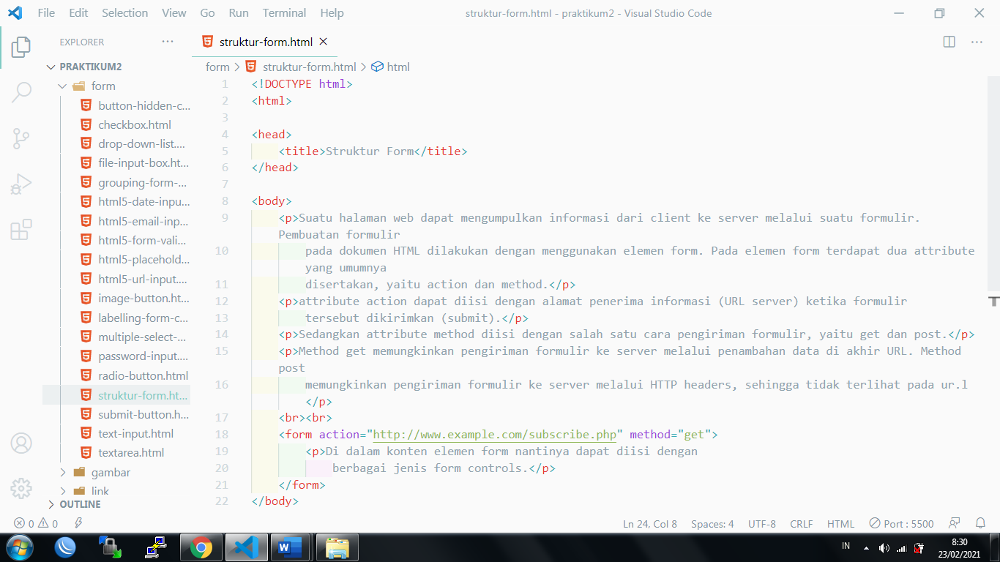 File Edit Selection View Go Run Terminal Help
struktur-form.html - praktikum2 - Visual Studio Code
EXPLORER
PRAKTIKUM2
form
button-hidden-c...
checkbox.html
drop-down-list....
file-input-box.ht...
grouping-form-...
html5-date-inpu...
html5-email-inp...
html5-form-vali...
html5-placehold...
html5-url-input....
image-button.ht...
labelling-form-c...
multiple-select-...
password-input....
radio-button.html
struktur-form.ht...
submit-button.h...
text-input.html
textarea.html
gambar
link
OUTLINE
struktur-form.html
form > struktur-form.html > html
1 <!DOCTYPE html>
2 <html>
3
4 <head>
5 <title>Struktur Form</title>
6 </head>
7
8 <body>
9 <p>Suatu halaman web dapat mengumpulkan informasi dari client ke server melalui suatu formulir.
Pembuatan formulir
10 pada dokumen HTML dilakukan dengan menggunakan elemen form. Pada elemen form terdapat dua attribute
yang umumnya
11 disertakan, yaitu action dan method.</p>
12 <p>attribute action dapat diisi dengan alamat penerima informasi (URL server) ketika formulir
13 tersebut dikirimkan (submit).</p>
14 <p>Sedangkan attribute method diisi dengan salah satu cara pengiriman formulir, yaitu get dan post.</p>
15 <p>Method get memungkinkan pengiriman formulir ke server melalui penambahan data di akhir URL. Method
post
16 memungkinkan pengiriman formulir ke server melalui HTTP headers, sehingga tidak terlihat pada ur.l
</p>
17 <br><br>
18 <form action="http://www.example.com/subscribe.php" method="get">
19 <p>Di dalam konten elemen form nantinya dapat diisi dengan
20 berbagai jenis form controls.</p>
21 </form>
22 </body>
0 0
Ln 24, Col 8 Spaces: 4 UTF-8 CRLF HTML Port : 5500
IN
8:30
23/02/2021